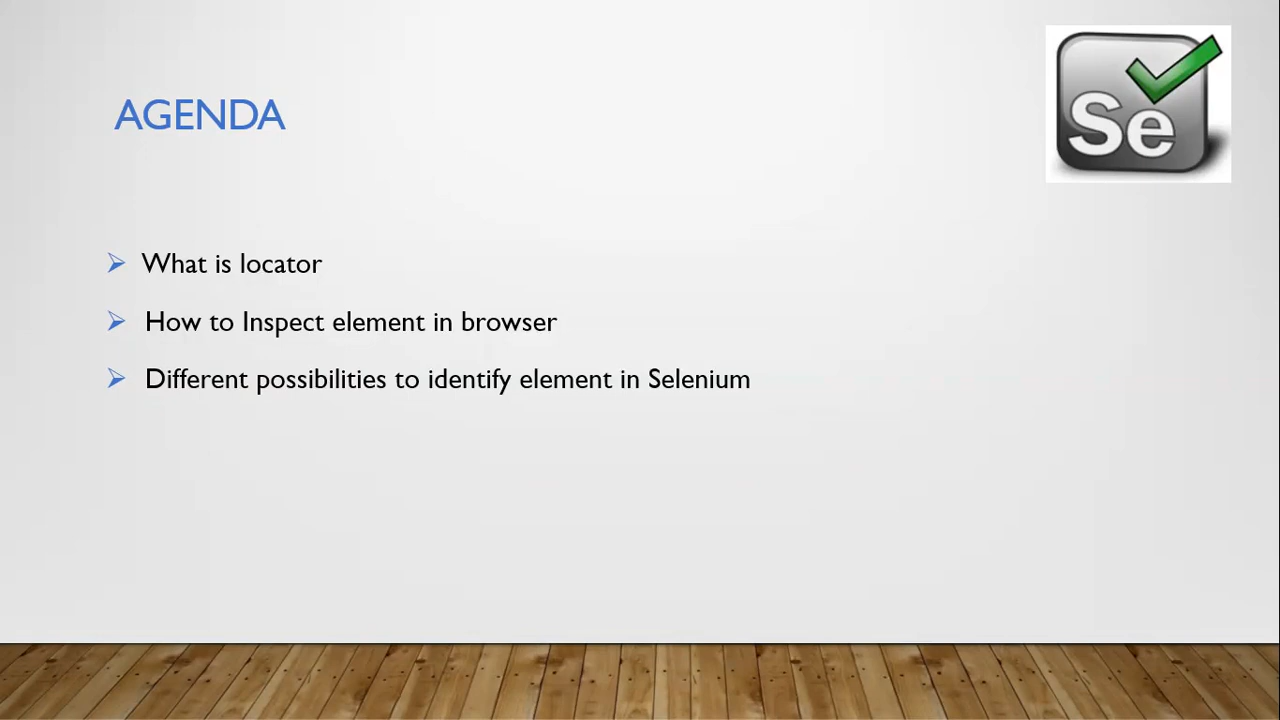 AGENDA
Se
What is locator
How to Inspect element in browser
Different possibilities to identify element in Selenium